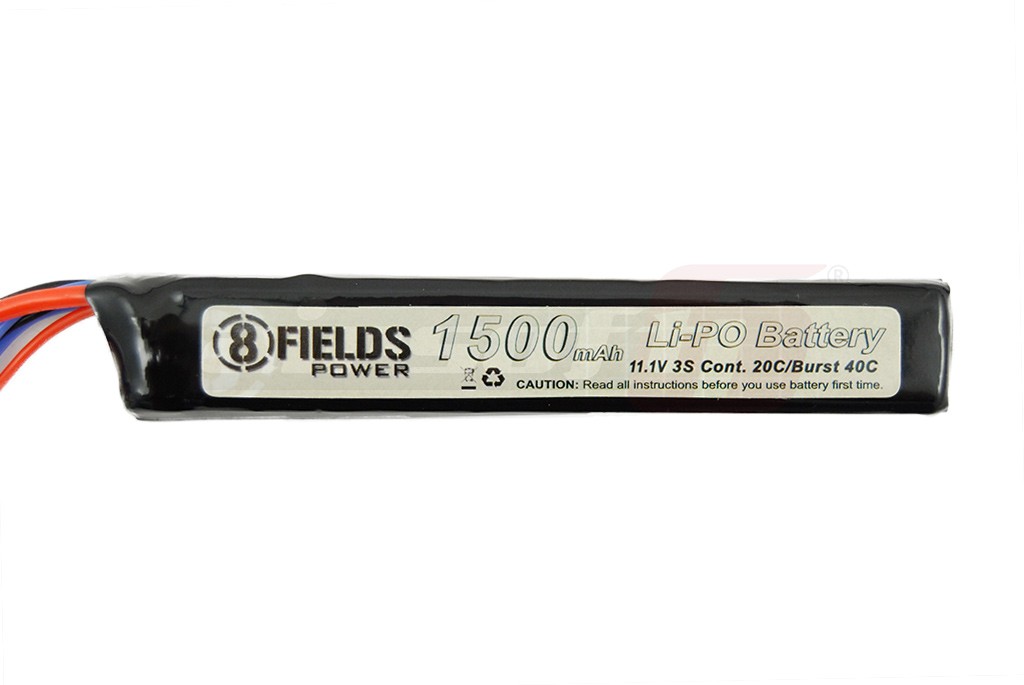 8 FIELDS
POWER
1500mAh
Li-PO Battery
11.1V 3S Cont. 20C/Burst 40C
CAUTION: Read all instructions before you use battery first time.
®